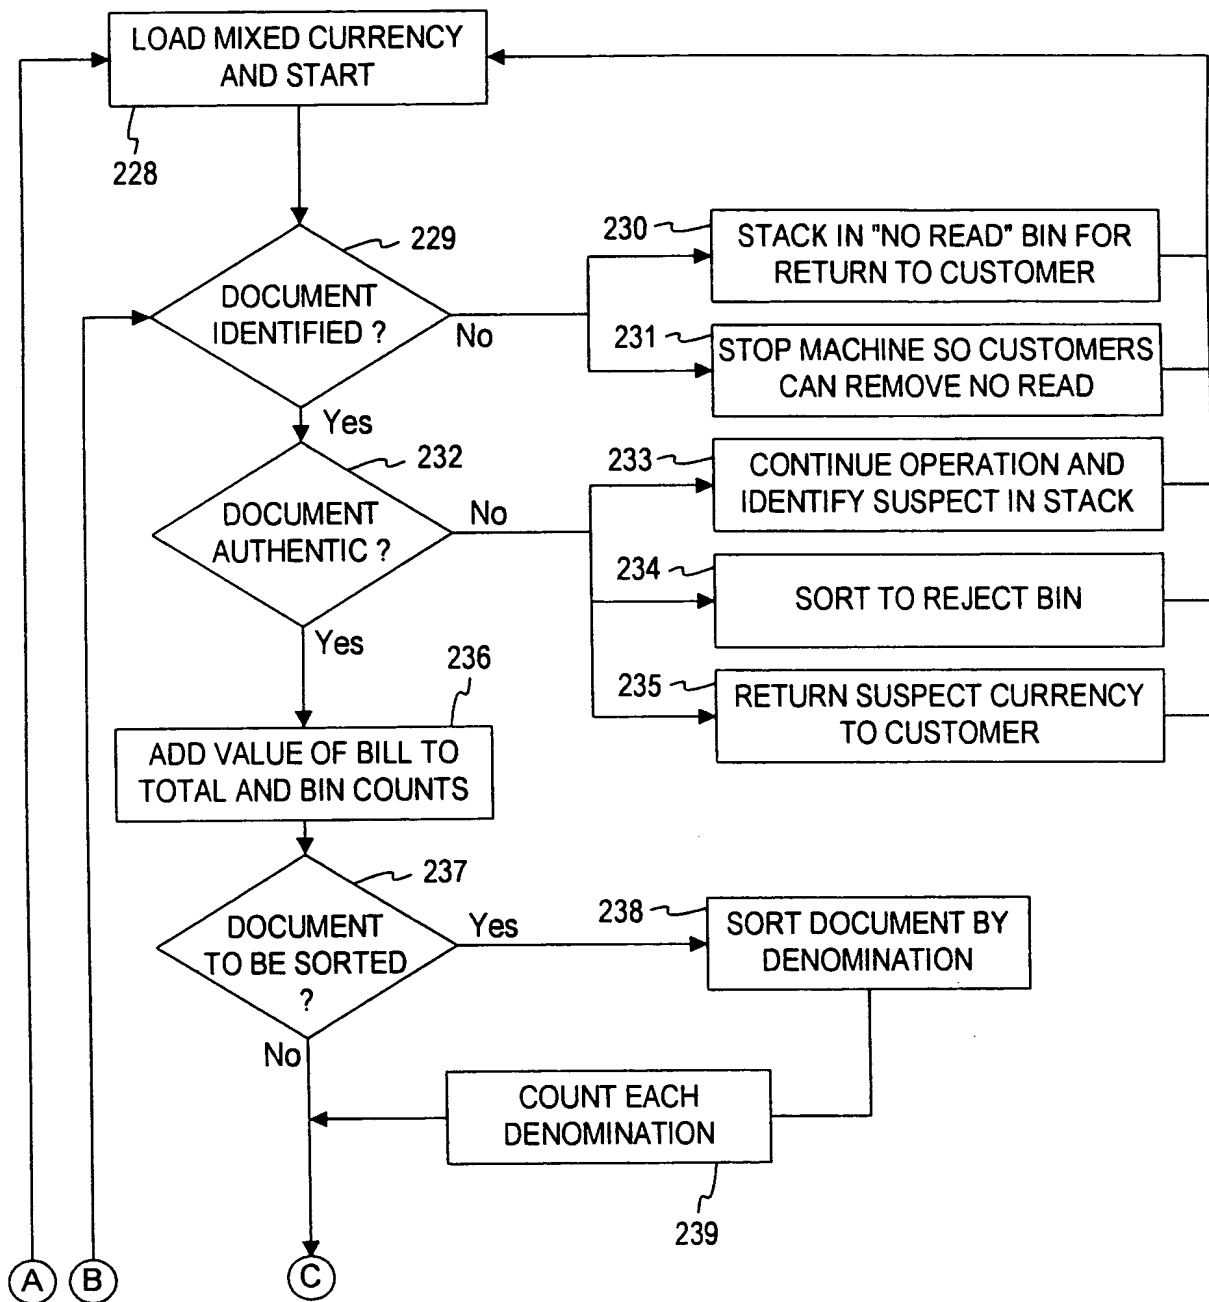 LOAD MIXED CURRENCY
AND START
228
229
DOCUMENT
IDENTIFIED ?
No
Yes
230
STACK IN "NO READ" BIN FOR
RETURN TO CUSTOMER
231
STOP MACHINE SO CUSTOMERS
CAN REMOVE NO READ
232
DOCUMENT
AUTHENTIC ?
No
Yes
233
CONTINUE OPERATION AND
IDENTIFY SUSPECT IN STACK
234
SORT TO REJECT BIN
235
RETURN SUSPECT CURRENCY
TO CUSTOMER
236
ADD VALUE OF BILL TO
TOTAL AND BIN COUNTS
237
DOCUMENT
TO BE SORTED
?
Yes
No
238
SORT DOCUMENT BY
DENOMINATION
COUNT EACH
DENOMINATION
239
A
B
C